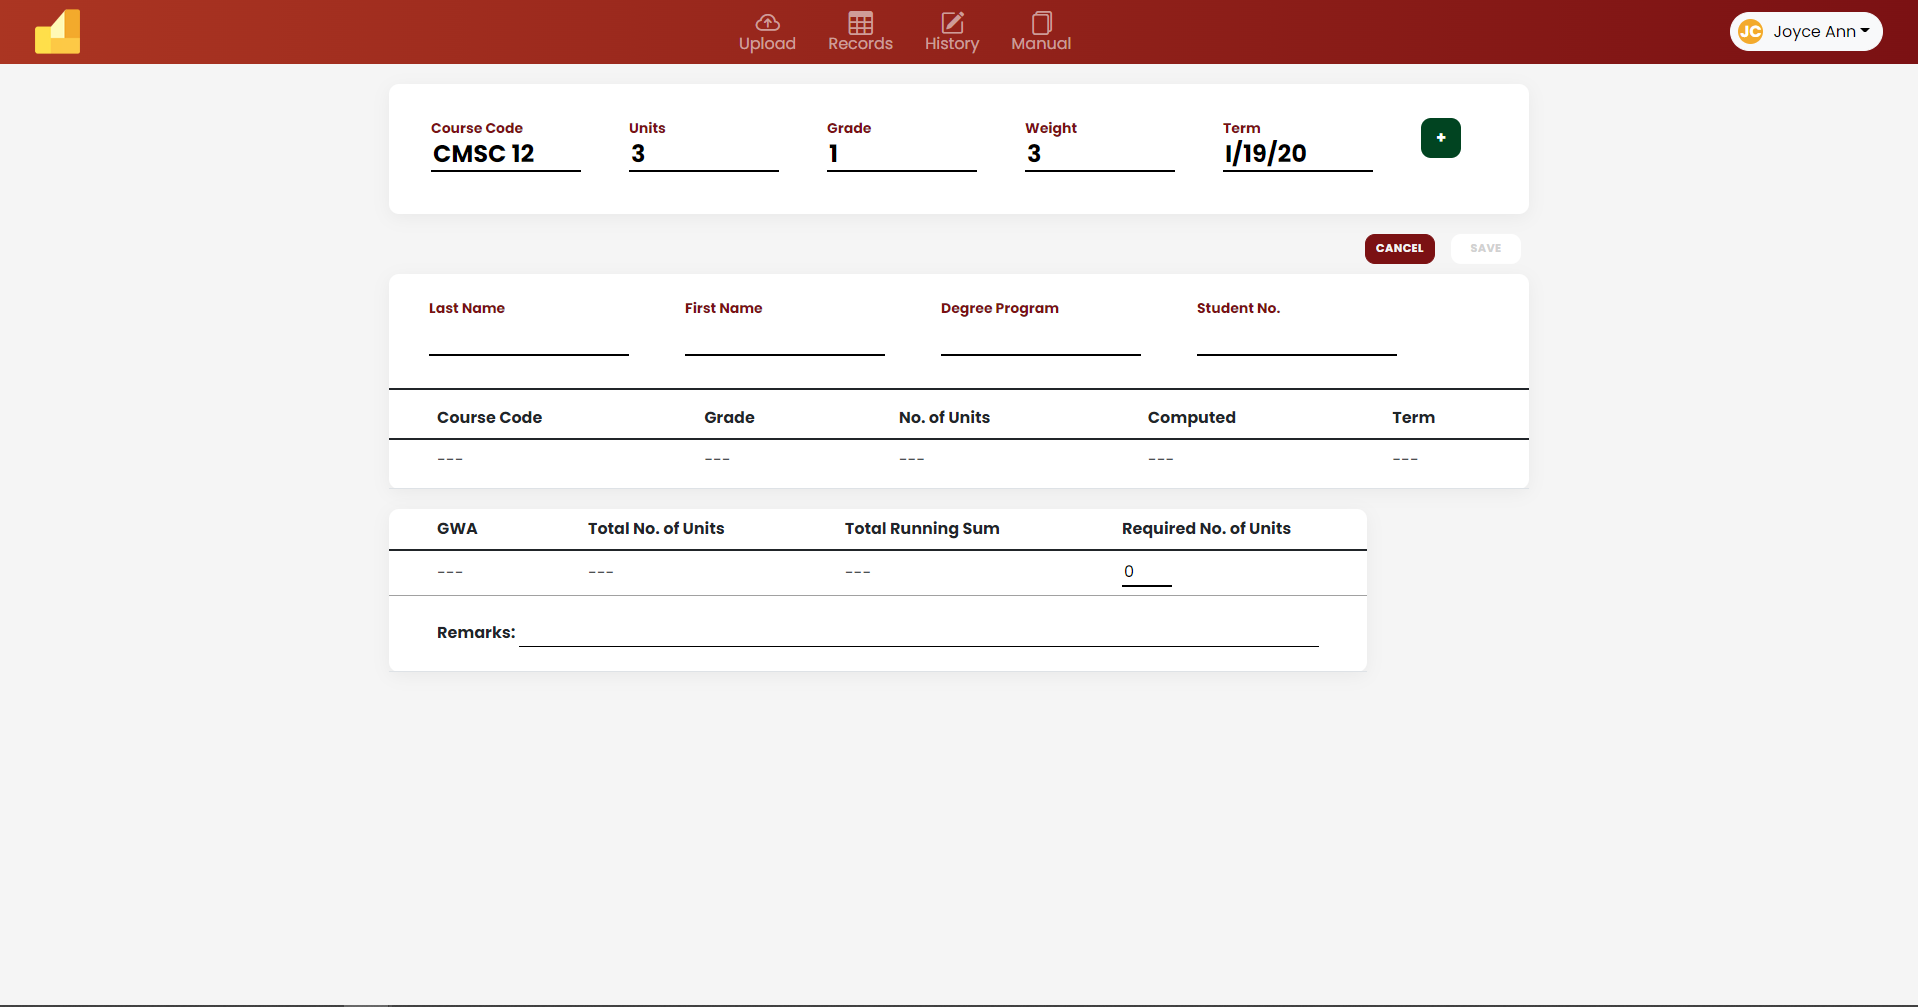 Upload Records History Manual
JC Joyce Ann
Course Code Units Grade Weight Term
CMSC 12 3 1 3 I/19/20 +
CANCEL SAVE
Last Name First Name Degree Program Student No.
Course Code Grade No. of Units Computed Term
--- --- --- --- ---
GWA Total No. of Units Total Running Sum Required No. of Units
--- --- --- 0
Remarks: